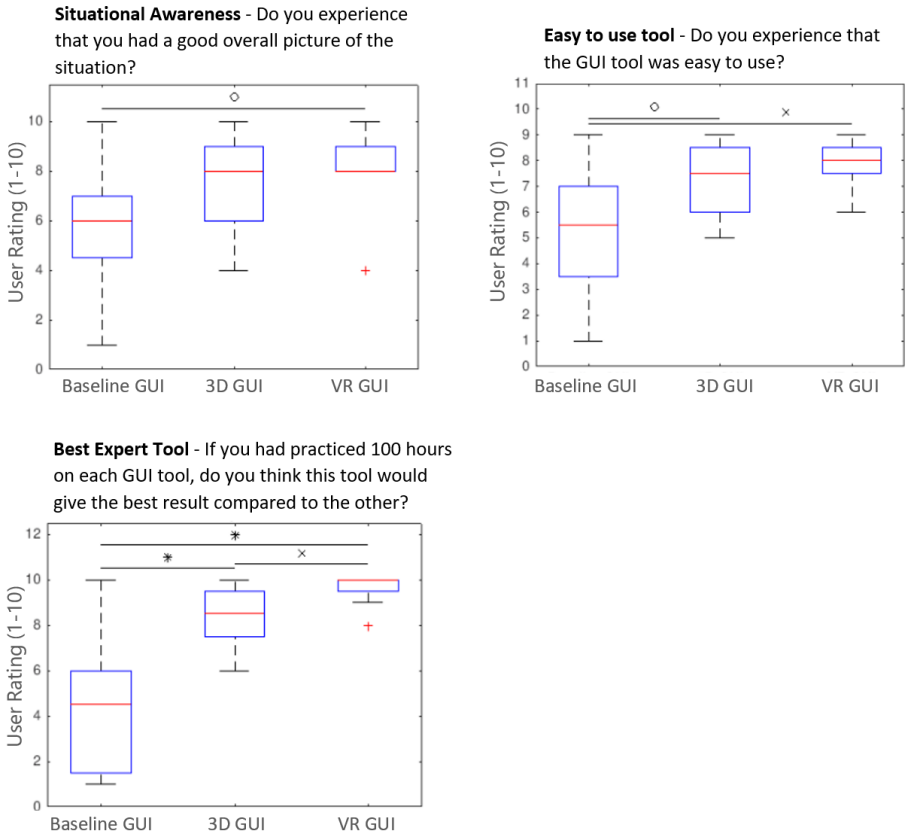 Situational Awareness - Do you experience
that you had a good overall picture of the
situation?
User Rating (1-10)
10
8
6
4
2
0
Baseline GUI 3D GUI VR GUI
Easy to use tool - Do you experience that
the GUI tool was easy to use?
User Rating (1-10)
11
10
9
8
7
6
5
4
3
2
1
0
Baseline GUI 3D GUI VR GUI
Best Expert Tool - If you had practiced 100 hours
on each GUI tool, do you think this tool would
give the best result compared to the other?
User Rating (1-10)
12
10
8
6
4
2
0
Baseline GUI 3D GUI VR GUI